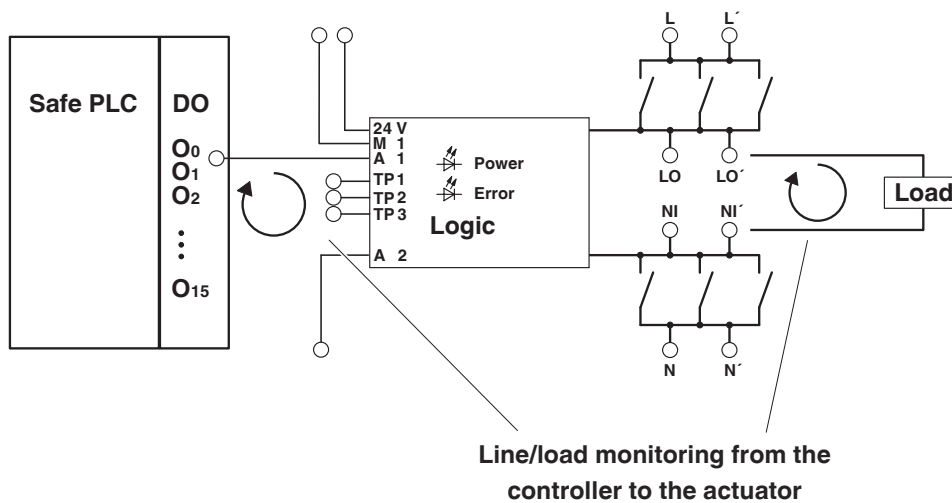 Safe PLC
DO
O0
O1
O2
O15
24 V
M 1
A 1
TP 1
TP 2
TP 3
A 2
Power
Error
Logic
L L´
LO LO´
NI NI´
N N´
Load
Line/load monitoring from the
controller to the actuator